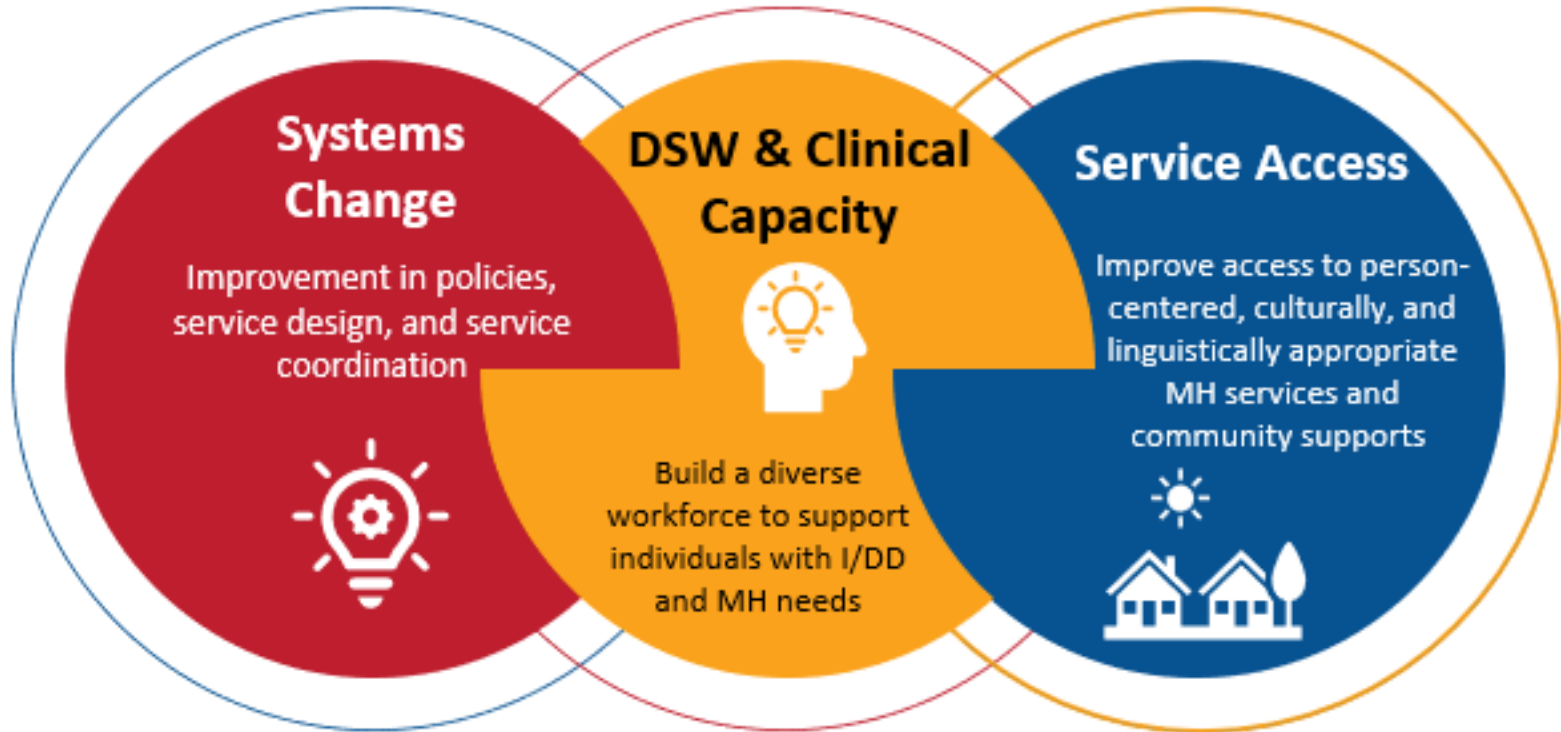 Systems
Change
Improvement in policies,
service design, and service
coordination
DSW & Clinical
Capacity
Build a diverse
workforce to support
individuals with I/DD
and MH needs
Service Access
Improve access to person-
centered, culturally, and
linguistically appropriate
MH services and
community supports